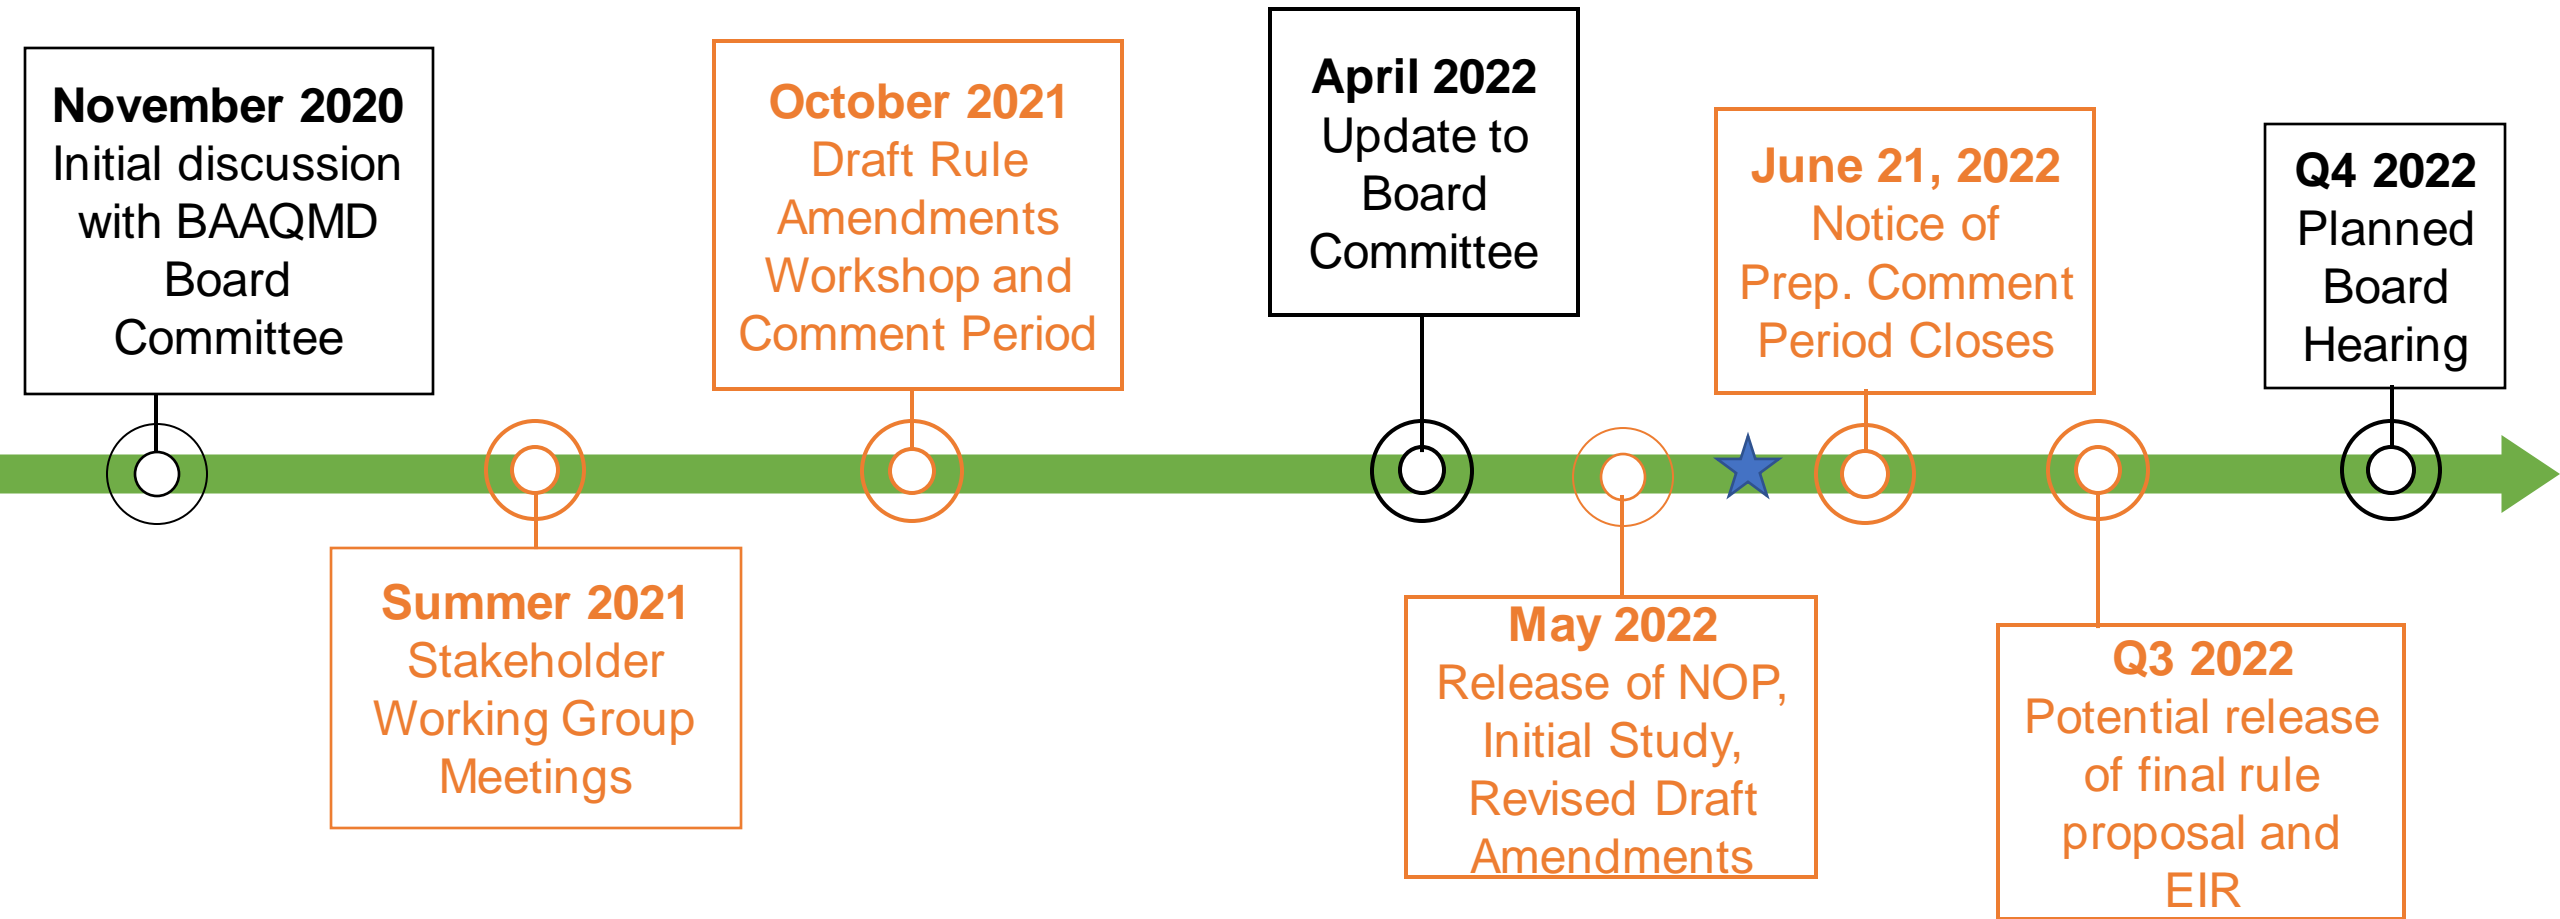 November 2020
Initial discussion
with BAAQMD
Board
Committee
Summer 2021
Stakeholder
Working Group
Meetings
October 2021
Draft Rule
Amendments
Workshop and
Comment Period
April 2022
Update to
Board
Committee
May 2022
Release of NOP,
Initial Study,
Revised Draft
Amendments
June 21, 2022
Notice of
Prep. Comment
Period Closes
Q3 2022
Potential release
of final rule
proposal and
EIR
Q4 2022
Planned
Board
Hearing